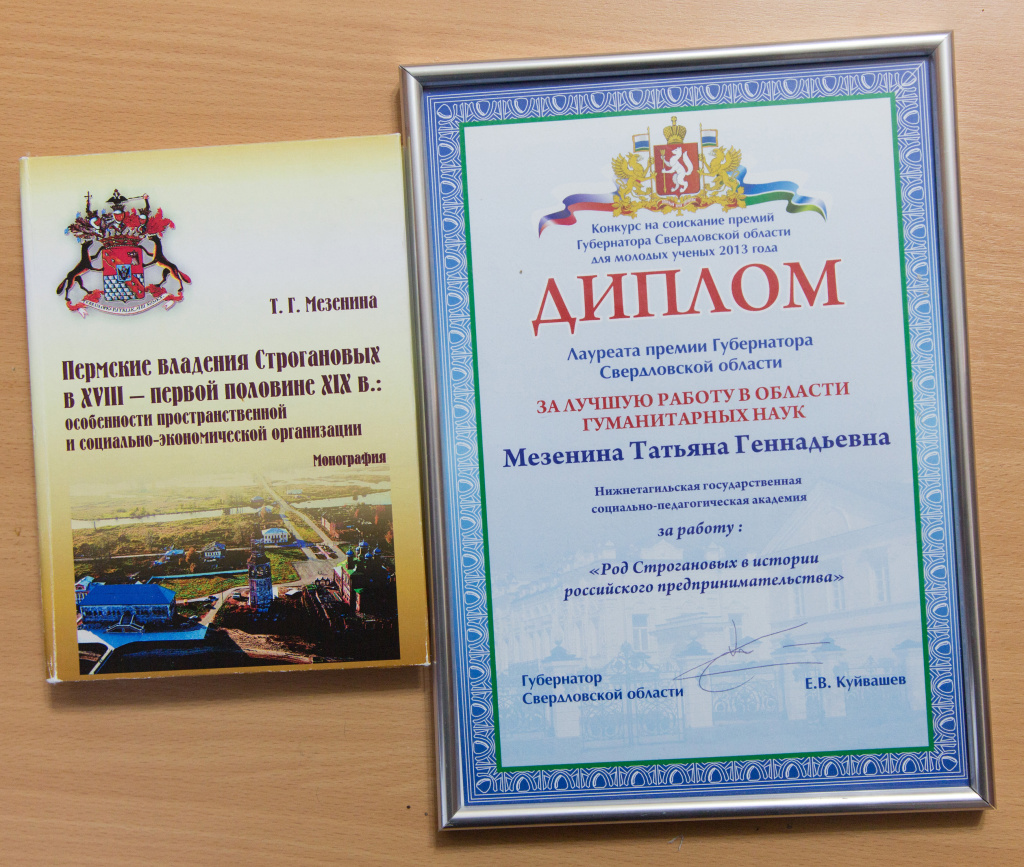 Т. Г. Мезенина
Пермские владения Строгановых
в XVIII – первой половине XIX в.:
особенности пространственной
и социально-экономической организации
Монография
Конкурс на соискание премий
Губернатора Свердловской области
для молодых ученых 2013 года
ДИПЛОМ
Лауреата премии Губернатора
Свердловской области
ЗА ЛУЧШУЮ РАБОТУ В ОБЛАСТИ
ГУМАНИТАРНЫХ НАУК
Мезенина Татьяна Геннадьевна
Нижнетагильская государственная
социально-педагогическая академия
за работу :
«Род Строгановых в истории
российского предпринимательства»
Губернатор
Свердловской области
Е.В. Куйвашев